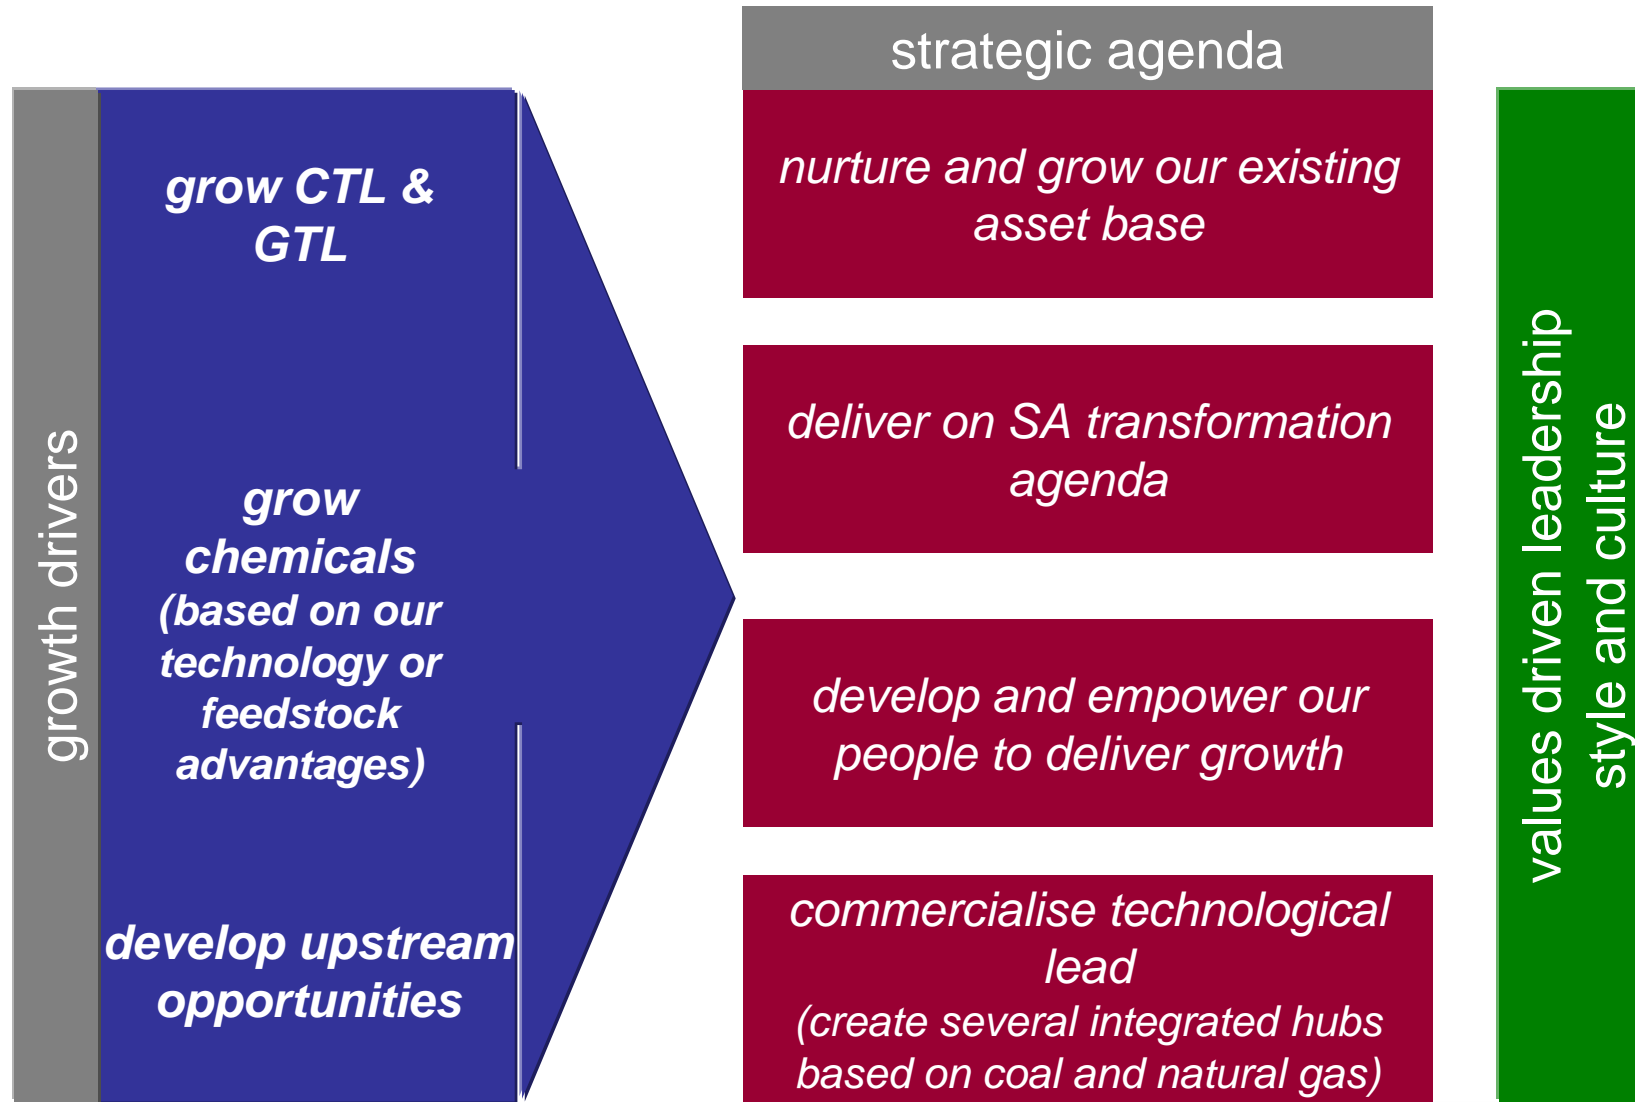 growth drivers
grow CTL &
GTL
grow
chemicals
(based on our
technology or
feedstock
advantages)
develop upstream
opportunities
strategic agenda
nurture and grow our existing
asset base
deliver on SA transformation
agenda
develop and empower our
people to deliver growth
commercialise technological
lead
(create several integrated hubs
based on coal and natural gas)
values driven leadership
style and culture